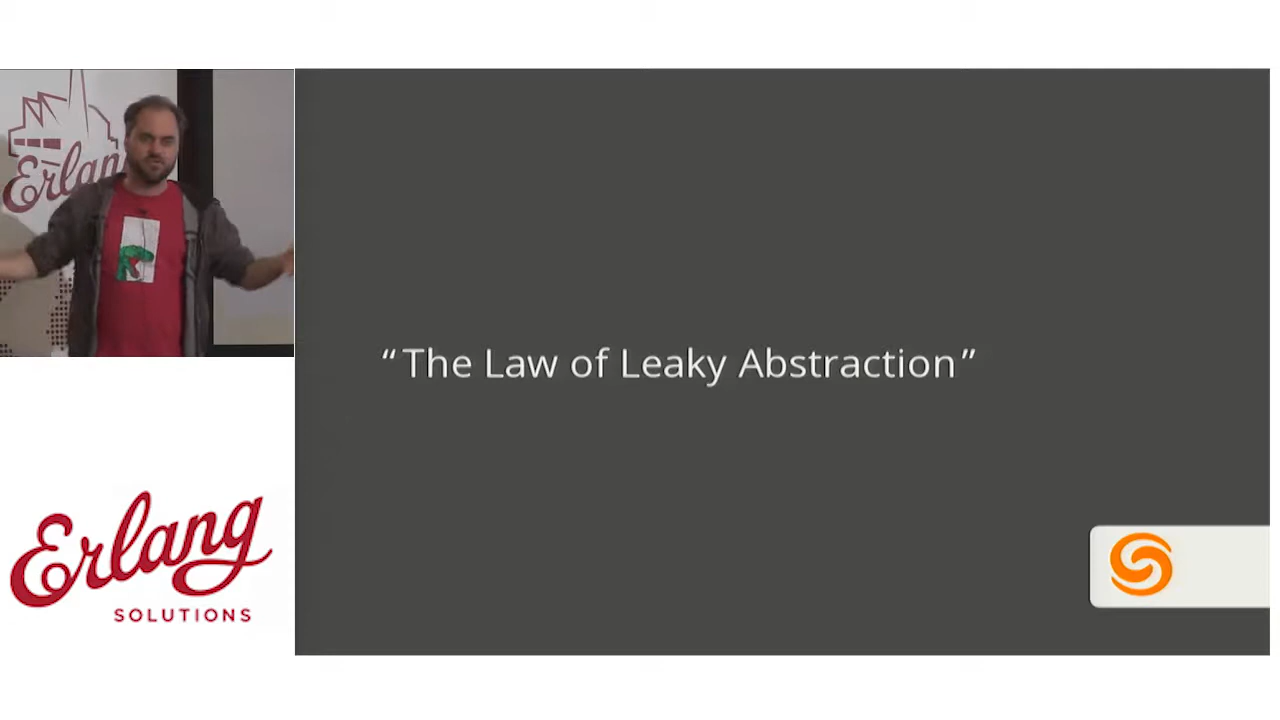 Erlang
“The Law of Leaky Abstraction”
Erlang
SOLUTIONS